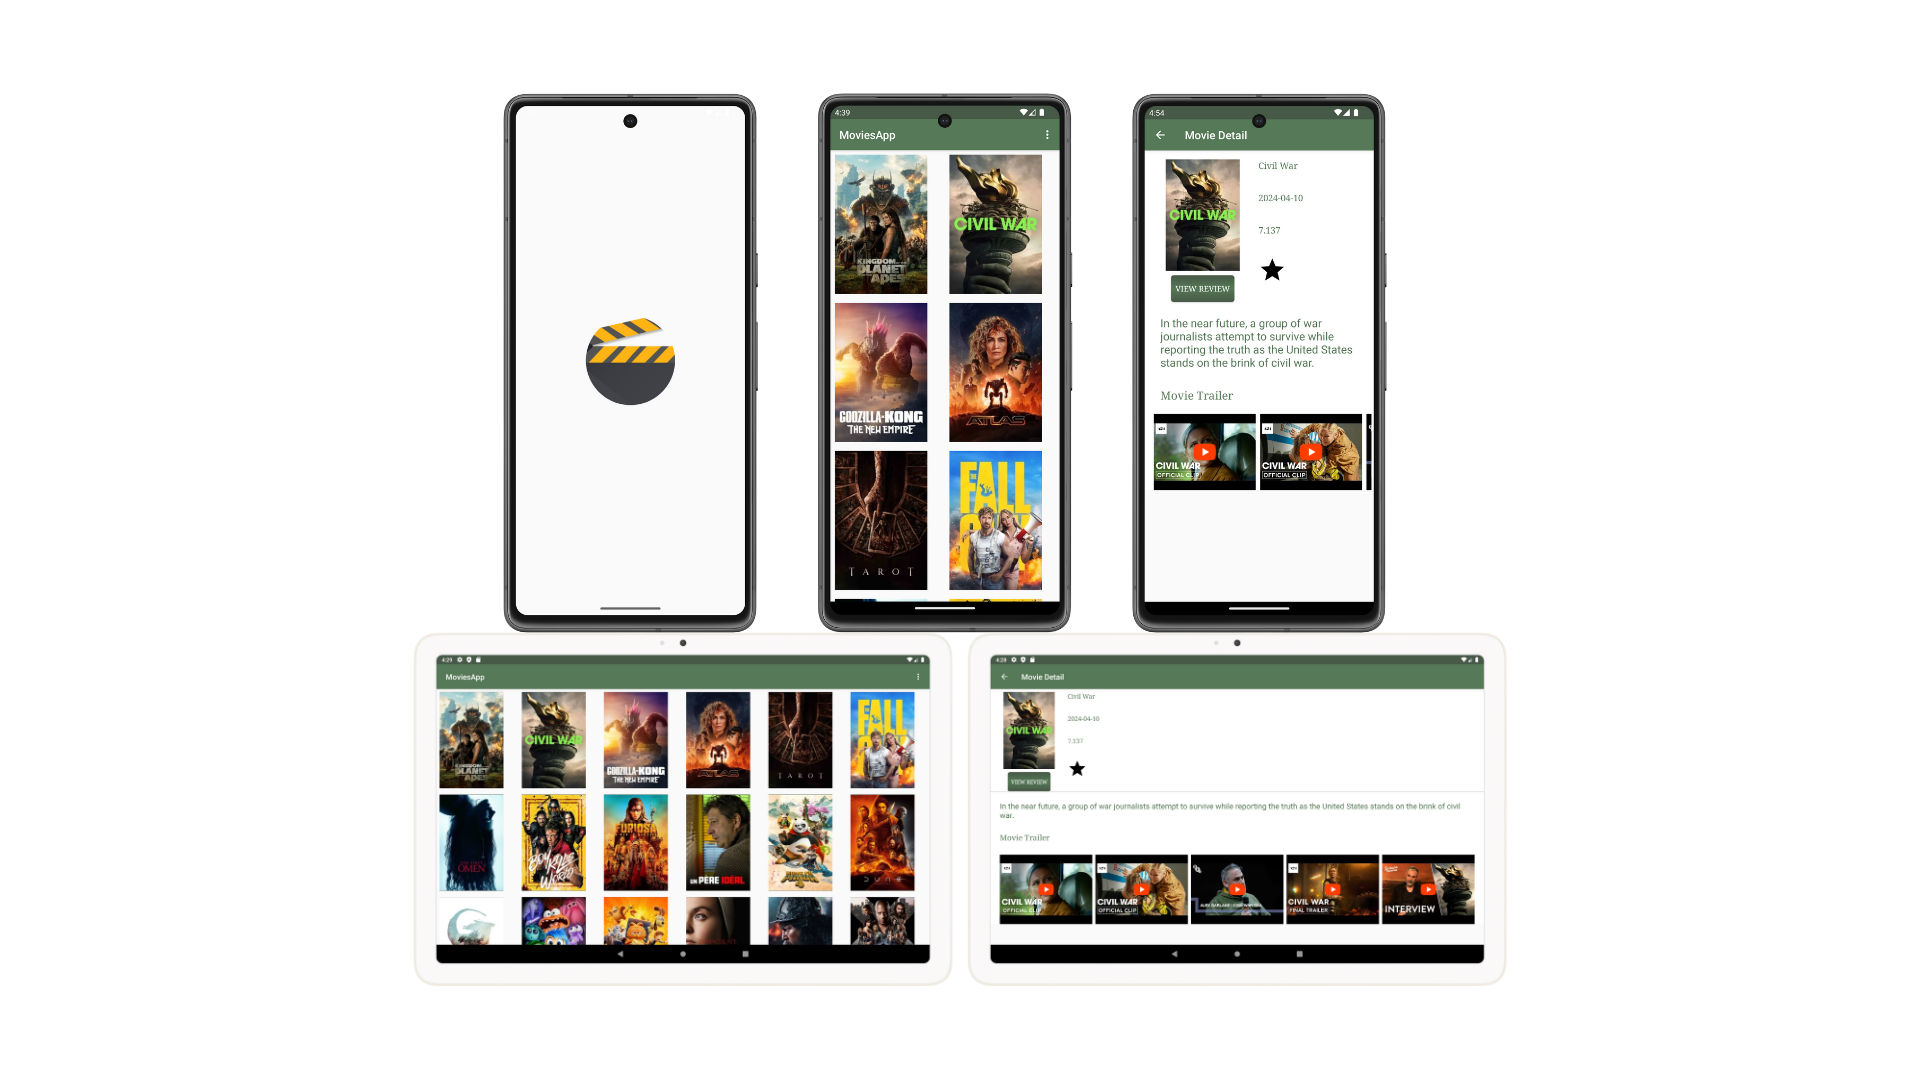 4:39
MoviesApp
KINGDOM OF THE
PLANET
OF THE
APES
CIVIL WAR
GODZILLA × KONG
THE NEW EMPIRE
ATLAS
TAROT
THE
FALL
GUY
4:54
Movie Detail
CIVIL WAR
Civil War
2024-04-10
7.137
VIEW REVIEW
In the near future, a group of war
journalists attempt to survive while
reporting the truth as the United States
stands on the brink of civil war.
Movie Trailer
CIVIL WAR
OFFICIAL CLIP
CIVIL WAR
OFFICIAL CLIP
4:29
MoviesApp
PLANET
APES
CIVIL WAR
GODZILLA × KONG
THE NEW EMPIRE
ATLAS
TAROT
FALL
OMEN
BOY KILLS
WORLD
FURIOSA
UN PÈRE IDÉAL
DUNE
4:28
Movie Detail
CIVIL WAR
Civil War
2024-04-10
7.137
VIEW REVIEW
In the near future, a group of war journalists attempt to survive while reporting the truth as the United States stands on the brink of civil
war.
Movie Trailer
CIVIL WAR
OFFICIAL CLIP
CIVIL WAR
OFFICIAL CLIP
CIVIL WAR
FINAL TRAILER
INTERVIEW